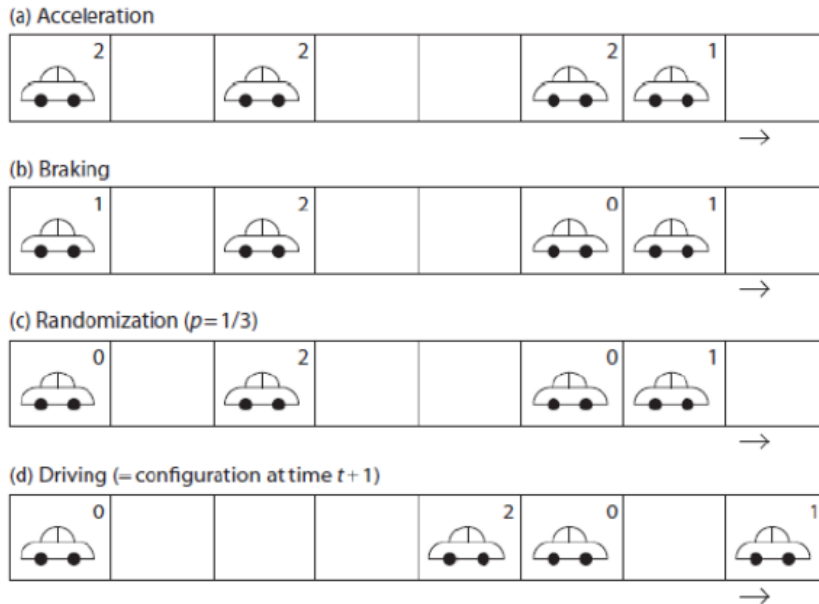 (a) Acceleration
2 2 2 1
→
(b) Braking
1 2 0 1
→
(c) Randomization (p=1/3)
0 2 0 1
→
(d) Driving (= configuration at time t+1)
0 2 0 1
→